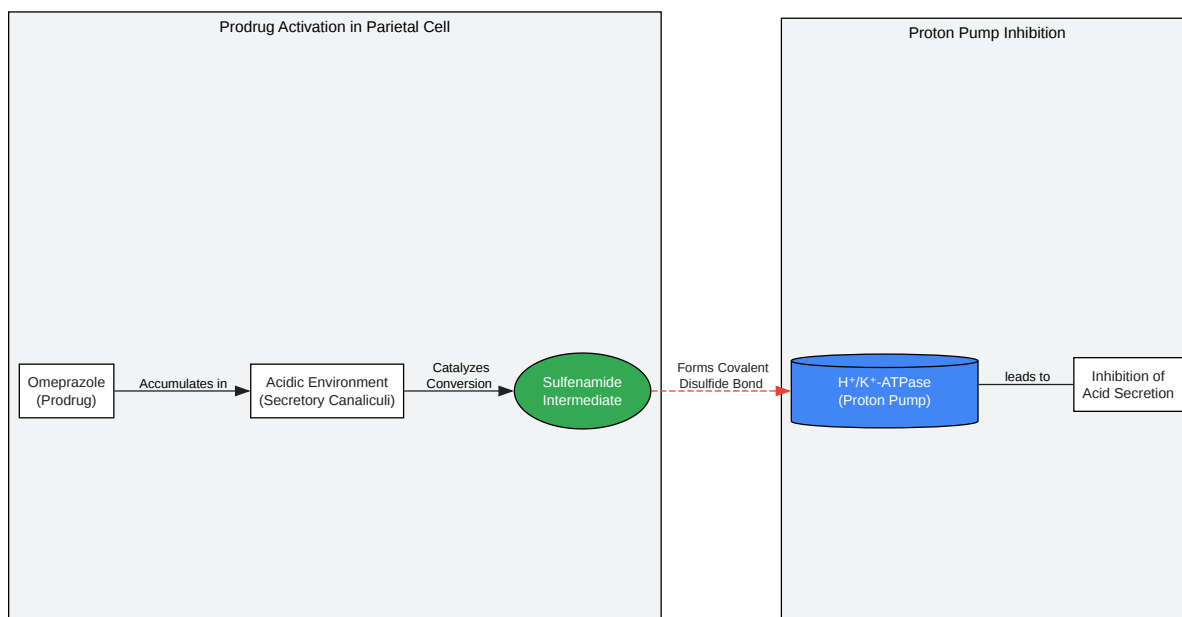 Prodrug Activation in Parietal Cell
Omeprazole
(Prodrug)
Accumulates in
Acidic Environment
(Secretory Canaliculi)
Catalyzes
Conversion
Sulfenamide
Intermediate
Forms Covalent
Disulfide Bond
Proton Pump Inhibition
H⁺/K⁺-ATPase
(Proton Pump)
leads to
Inhibition of
Acid Secretion